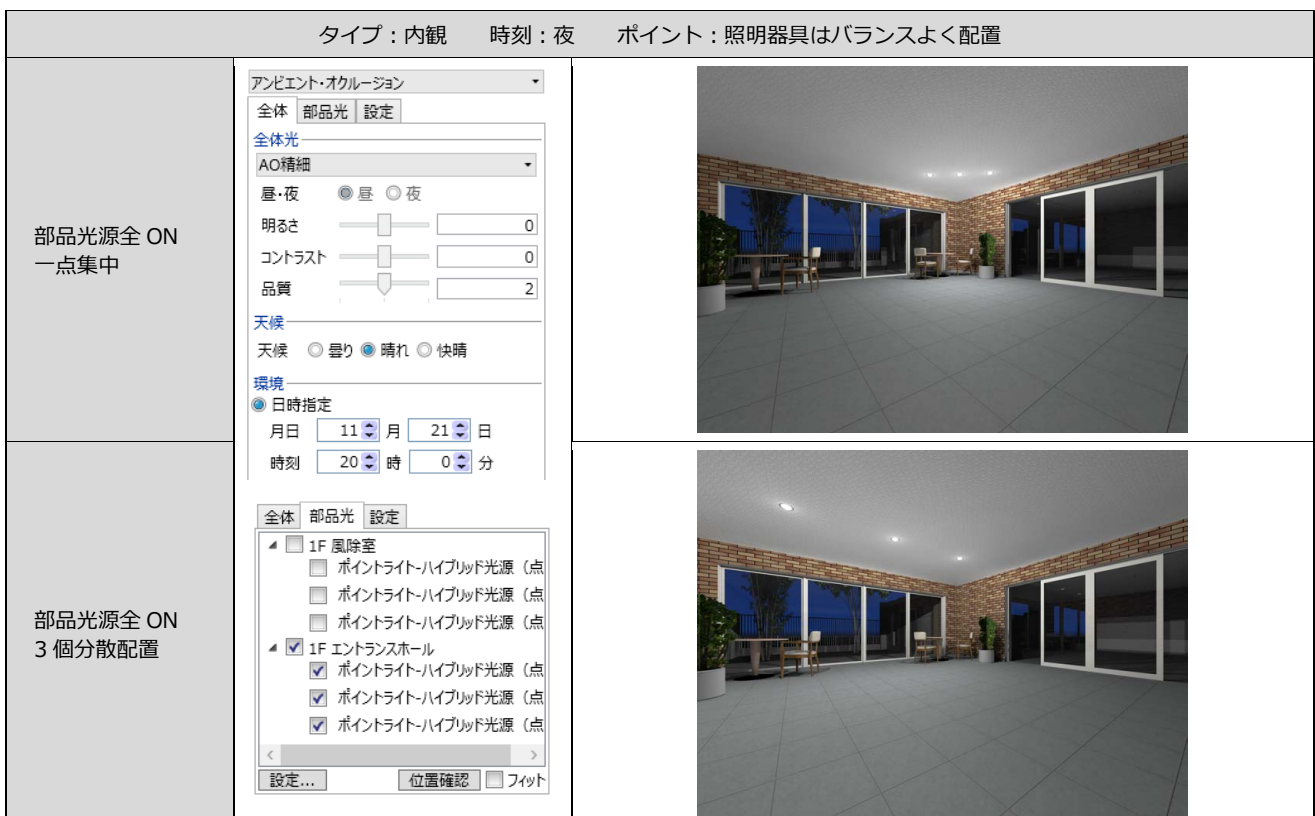 タイプ：内観　　時刻：夜　　ポイント：照明器具はバランスよく配置
部品光源全 ON
一点集中
アンビエント・オクルージョン
全体 部品光 設定
全体光
AO精細
昼・夜 昼 夜
明るさ 0
コントラスト 0
品質 2
天候
天候 曇り 晴れ 快晴
環境
日時指定
月日 11 月 21 日
時刻 20 時 0 分
部品光源全 ON
3 個分散配置
全体 部品光 設定
1F 風除室
ポイントライト-ハイブリッド光源（点
ポイントライト-ハイブリッド光源（点
ポイントライト-ハイブリッド光源（点
1F エントランスホール
ポイントライト-ハイブリッド光源（点
ポイントライト-ハイブリッド光源（点
ポイントライト-ハイブリッド光源（点
設定... 位置確認 フィット